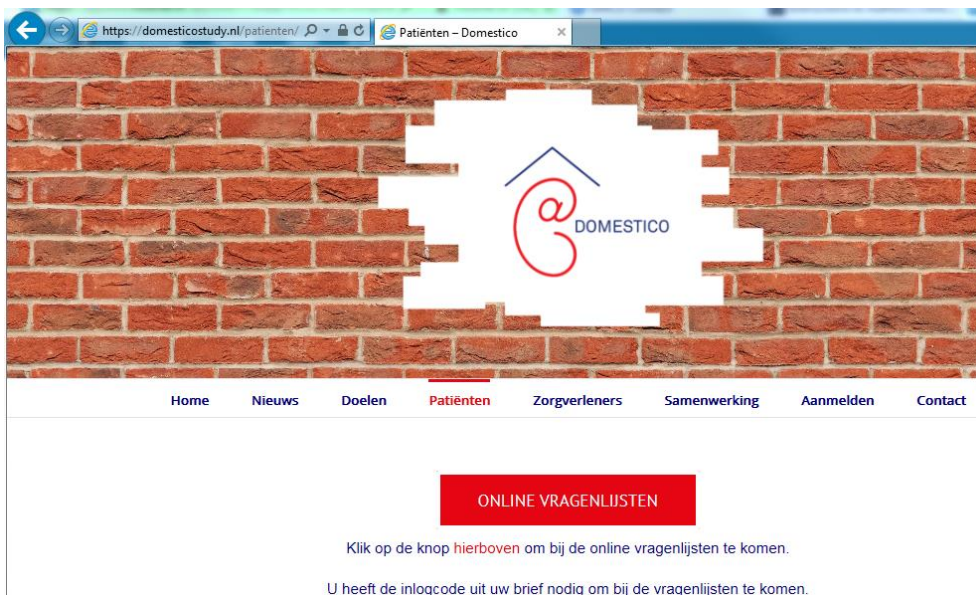 https://domesticostudy.nl/patienten/
Patiënten – Domestico
@
DOMESTICO
Home Nieuws Doelen Patiënten Zorgverleners Samenwerking Aanmelden Contact
ONLINE VRAGENLIJSTEN
Klik op de knop hierboven om bij de online vragenlijsten te komen.
U heeft de inlogcode uit uw brief nodig om bij de vragenlijsten te komen.